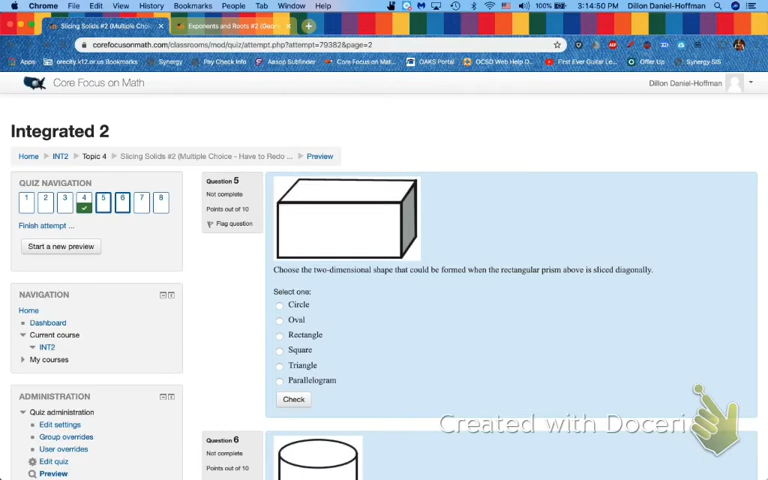 Chrome File Edit View History Bookmarks People Tab Window Help 100% 3:14:50 PM Dillon Daniel-Hoffman
Slicing Solids #2 (Multiple Choi Exponents and Roots #2 (Geom
corefocusonmath.com/classrooms/mod/quiz/attempt.php?attempt=79382&page=2
Apps orecity.k12.or.us Bookmarks Synergy Pay Check Info Aesop Subfinder Core Focus on Mat... OAKS Portal OCSD Web Help D... First Ever Guitar Le... Offer Up Synergy SIS
Core Focus on Math Dillon Daniel-Hoffman
Integrated 2
Home INT2 Topic 4 Slicing Solids #2 (Multiple Choice - Have to Redo ... Preview
QUIZ NAVIGATION
1 2 3 4 5 6 7 8
Finish attempt ...
Start a new preview
NAVIGATION
Home
Dashboard
Current course
INT2
My courses
ADMINISTRATION
Quiz administration
Edit settings
Group overrides
User overrides
Edit quiz
Preview
Question 5
Not complete
Points out of 10
Flag question
Choose the two-dimensional shape that could be formed when the rectangular prism above is sliced diagonally.
Select one:
Circle
Oval
Rectangle
Square
Triangle
Parallelogram
Check
Created with Doceri
Question 6
Not complete
Points out of 10